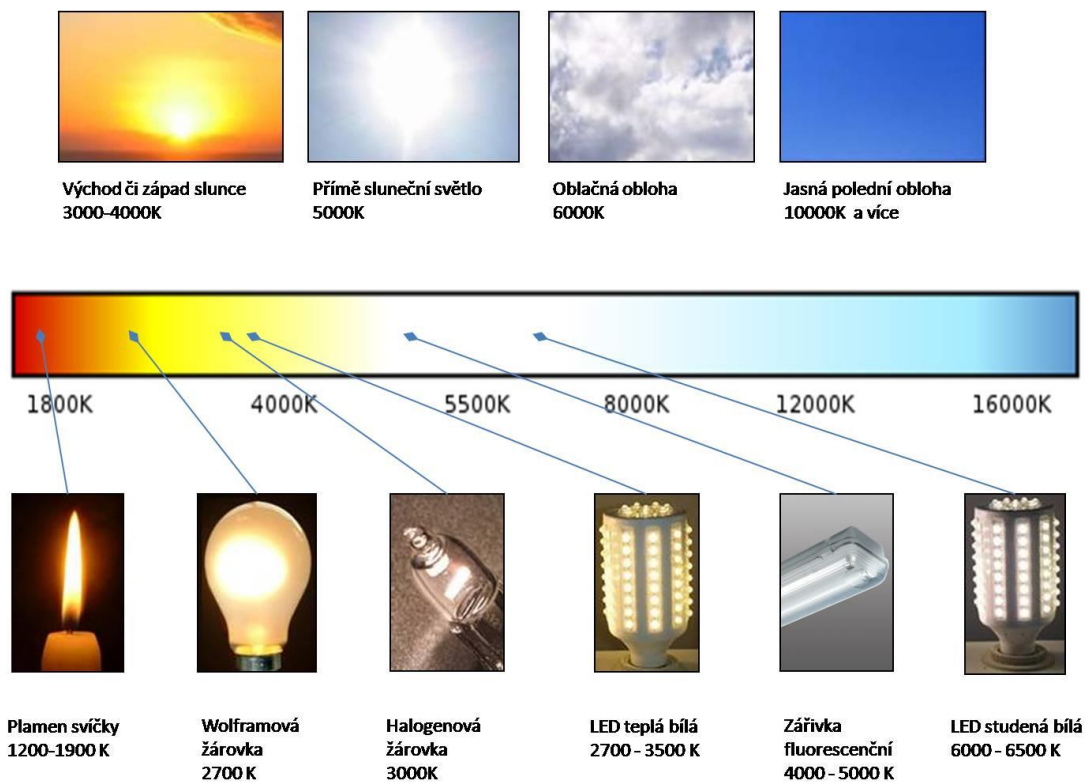 Východ či západ slunce
3000-4000K
Přímě sluneční světlo
5000K
Oblačná obloha
6000K
Jasná polední obloha
10000K a více
1800K
4000K
5500K
8000K
12000K
16000K
Plamen svíčky
1200-1900 K
Wolframová
žárovka
2700 K
Halogenová
žárovka
3000K
LED teplá bílá
2700 - 3500 K
Zářivka
fluorescenční
4000 - 5000 K
LED studená bílá
6000 - 6500 K